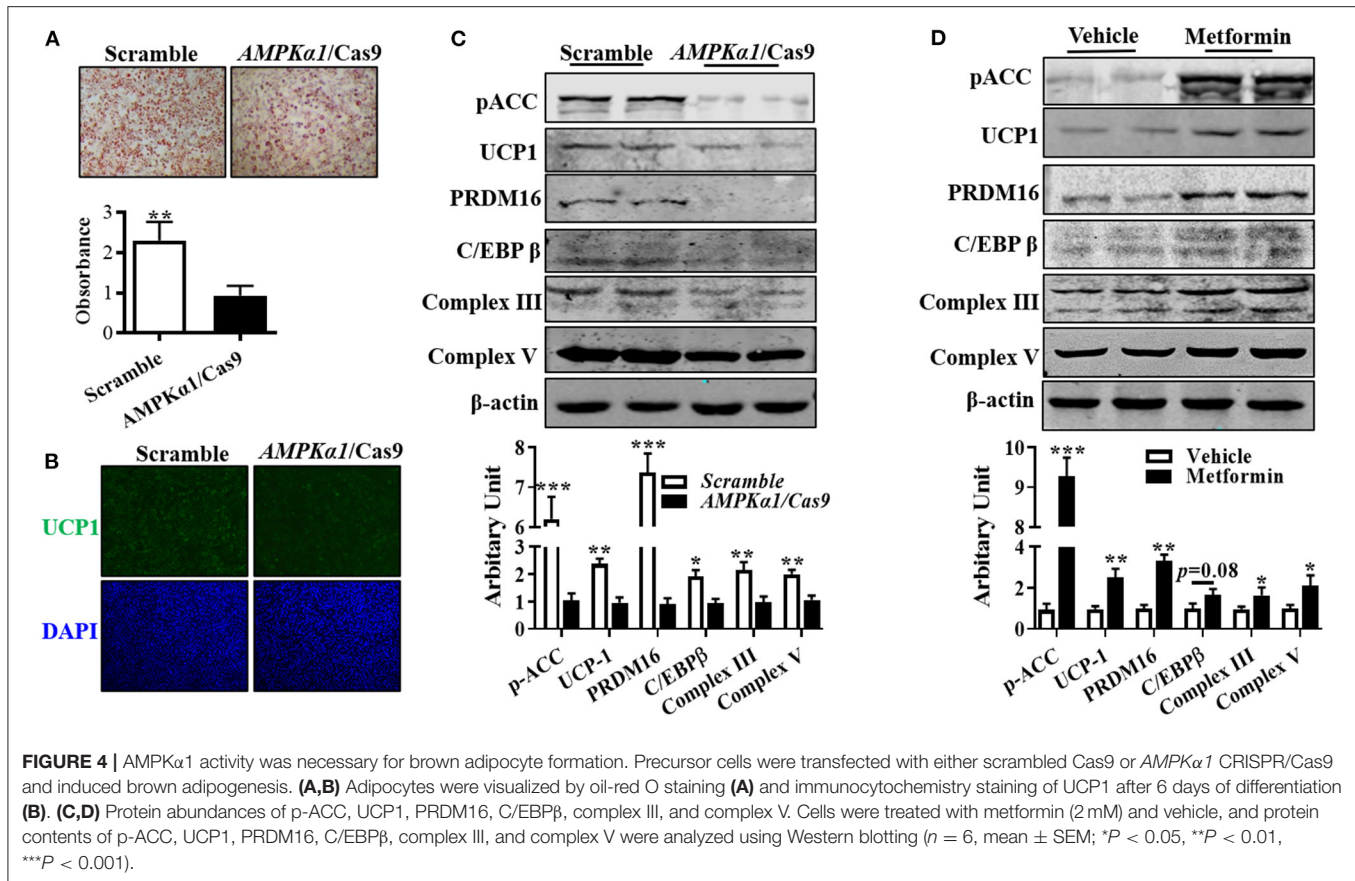 A
Scramble AMPKα1/Cas9
Obsorbance
3
2
1
0
**
Scramble
AMPKα1/Cas9
B
Scramble AMPKα1/Cas9
UCP1
DAPI
C
Scramble AMPKα1/Cas9
pACC
UCP1
PRDM16
C/EBP β
Complex III
Complex V
β-actin
Arbitary Unit
8
7
6
2
1
0
*** ** *** * ** **
Scramble
AMPKα1/Cas9
p-ACC
UCP-1
PRDM16
C/EBPβ
Complex III
Complex V
D
Vehicle Metformin
pACC
UCP1
PRDM16
C/EBP β
Complex III
Complex V
β-actin
Arbitary Unit
10
9
8
4
2
0
*** ** ** p=0.08 * *
Vehicle
Metformin
p-ACC
UCP-1
PRDM16
C/EBPβ
Complex III
Complex V
FIGURE 4 | AMPKα1 activity was necessary for brown adipocyte formation. Precursor cells were transfected with either scrambled Cas9 or AMPKα1 CRISPR/Cas9
and induced brown adipogenesis. (A,B) Adipocytes were visualized by oil-red O staining (A) and immunocytochemistry staining of UCP1 after 6 days of differentiation
(B). (C,D) Protein abundances of p-ACC, UCP1, PRDM16, C/EBPβ, complex III, and complex V. Cells were treated with metformin (2 mM) and vehicle, and protein
contents of p-ACC, UCP1, PRDM16, C/EBPβ, complex III, and complex V were analyzed using Western blotting (n = 6, mean ± SEM; *P < 0.05, **P < 0.01,
***P < 0.001).